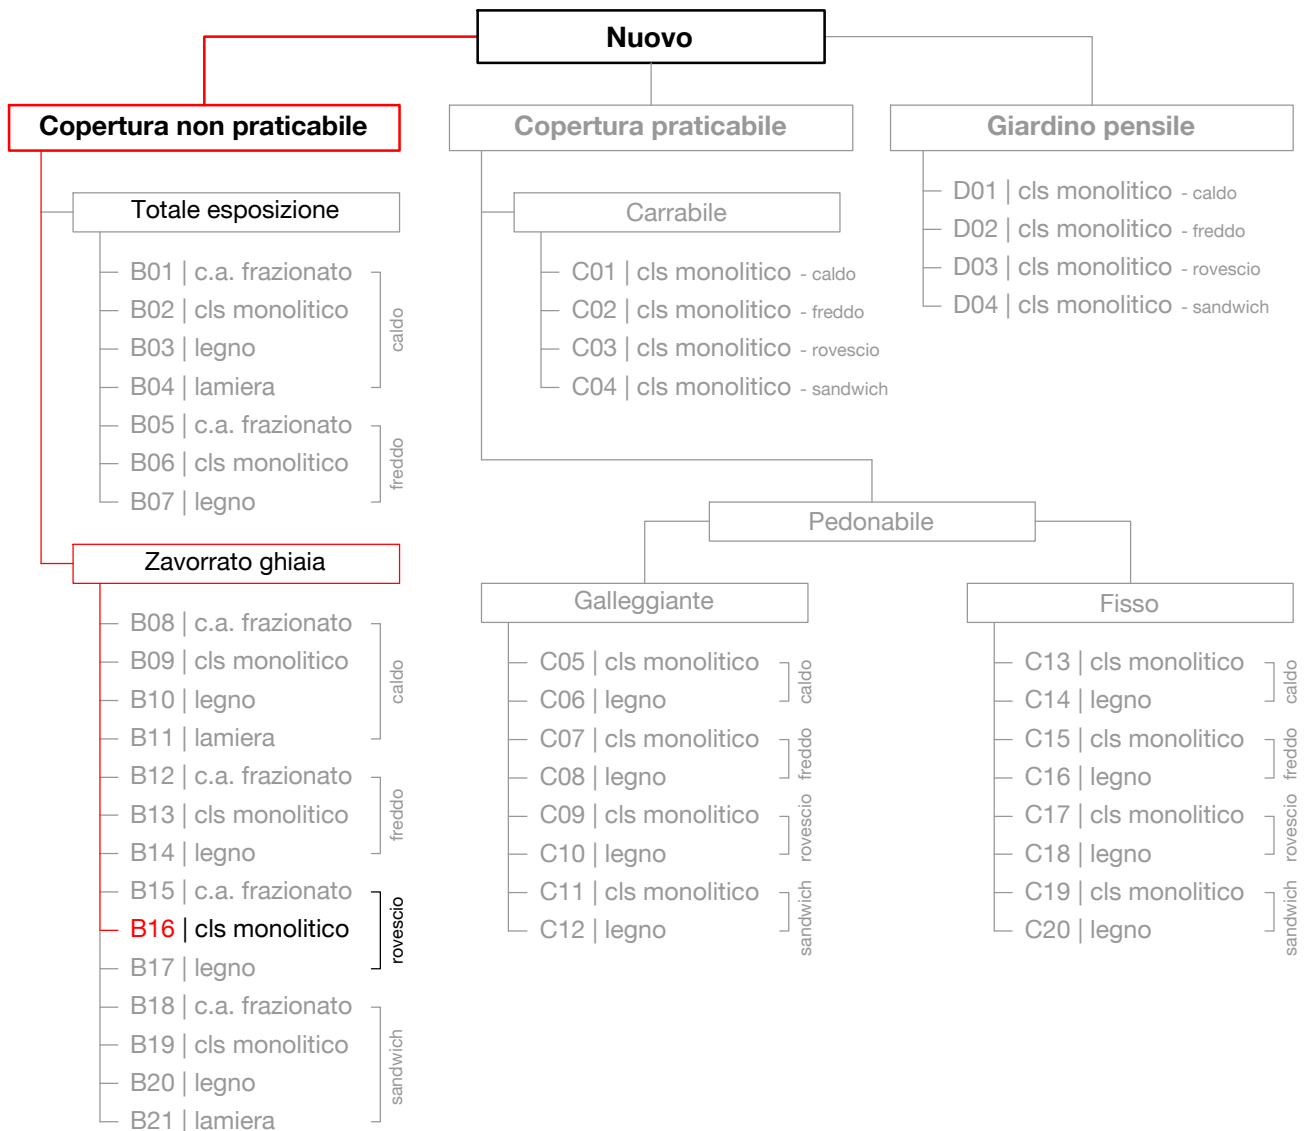 Nuovo
Copertura non praticabile
Totale esposizione
B01 | c.a. frazionato
B02 | cls monolitico
B03 | legno
B04 | lamiera
caldo
B05 | c.a. frazionato
B06 | cls monolitico
B07 | legno
freddo
Zavorrato ghiaia
B08 | c.a. frazionato
B09 | cls monolitico
B10 | legno
B11 | lamiera
caldo
B12 | c.a. frazionato
B13 | cls monolitico
B14 | legno
freddo
B15 | c.a. frazionato
B16 | cls monolitico
B17 | legno
rovescio
B18 | c.a. frazionato
B19 | cls monolitico
B20 | legno
B21 | lamiera
sandwich
Copertura praticabile
Carrabile
C01 | cls monolitico - caldo
C02 | cls monolitico - freddo
C03 | cls monolitico - rovescio
C04 | cls monolitico - sandwich
Pedonabile
Galleggiante
C05 | cls monolitico
C06 | legno
caldo
C07 | cls monolitico
C08 | legno
freddo
C09 | cls monolitico
C10 | legno
rovescio
C11 | cls monolitico
C12 | legno
sandwich
Fisso
C13 | cls monolitico
C14 | legno
caldo
C15 | cls monolitico
C16 | legno
freddo
C17 | cls monolitico
C18 | legno
rovescio
C19 | cls monolitico
C20 | legno
sandwich
Giardino pensile
D01 | cls monolitico - caldo
D02 | cls monolitico - freddo
D03 | cls monolitico - rovescio
D04 | cls monolitico - sandwich